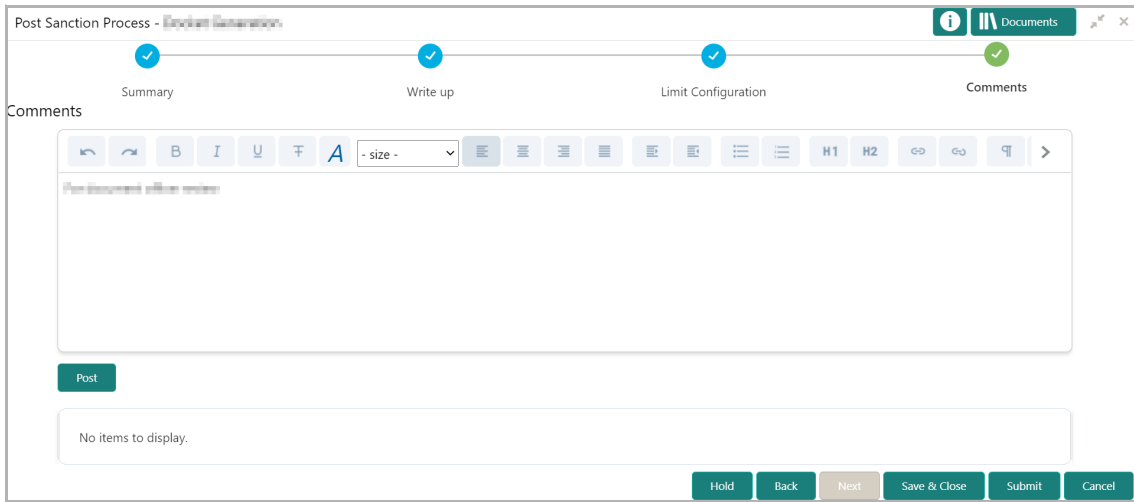 Post Sanction Process -
Documents
Summary
Write up
Limit Configuration
Comments
Comments
B I U T A - size - H1 H2
Post
No items to display.
Hold Back Next Save & Close Submit Cancel